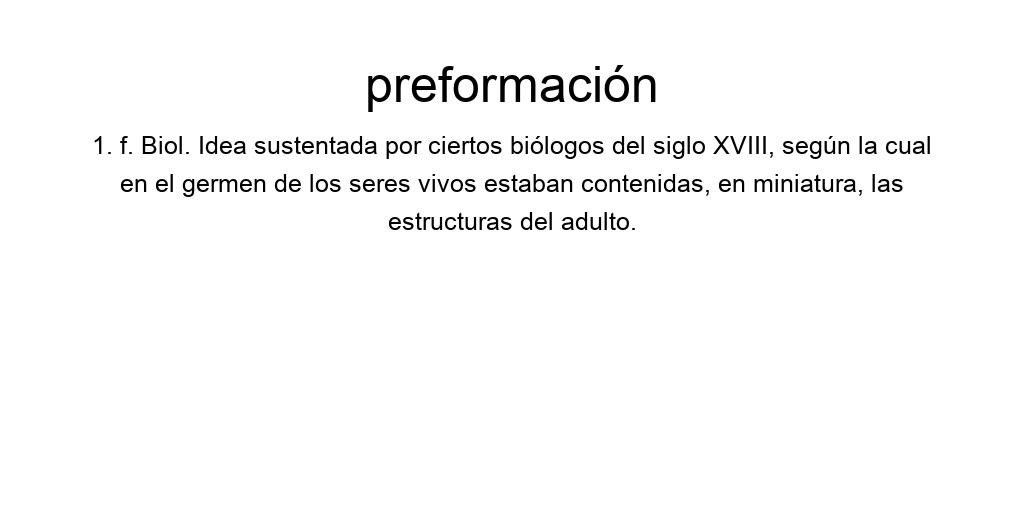 preformación
1. f. Biol. Idea sustentada por ciertos biólogos del siglo XVIII, según la cual
en el germen de los seres vivos estaban contenidas, en miniatura, las
estructuras del adulto.